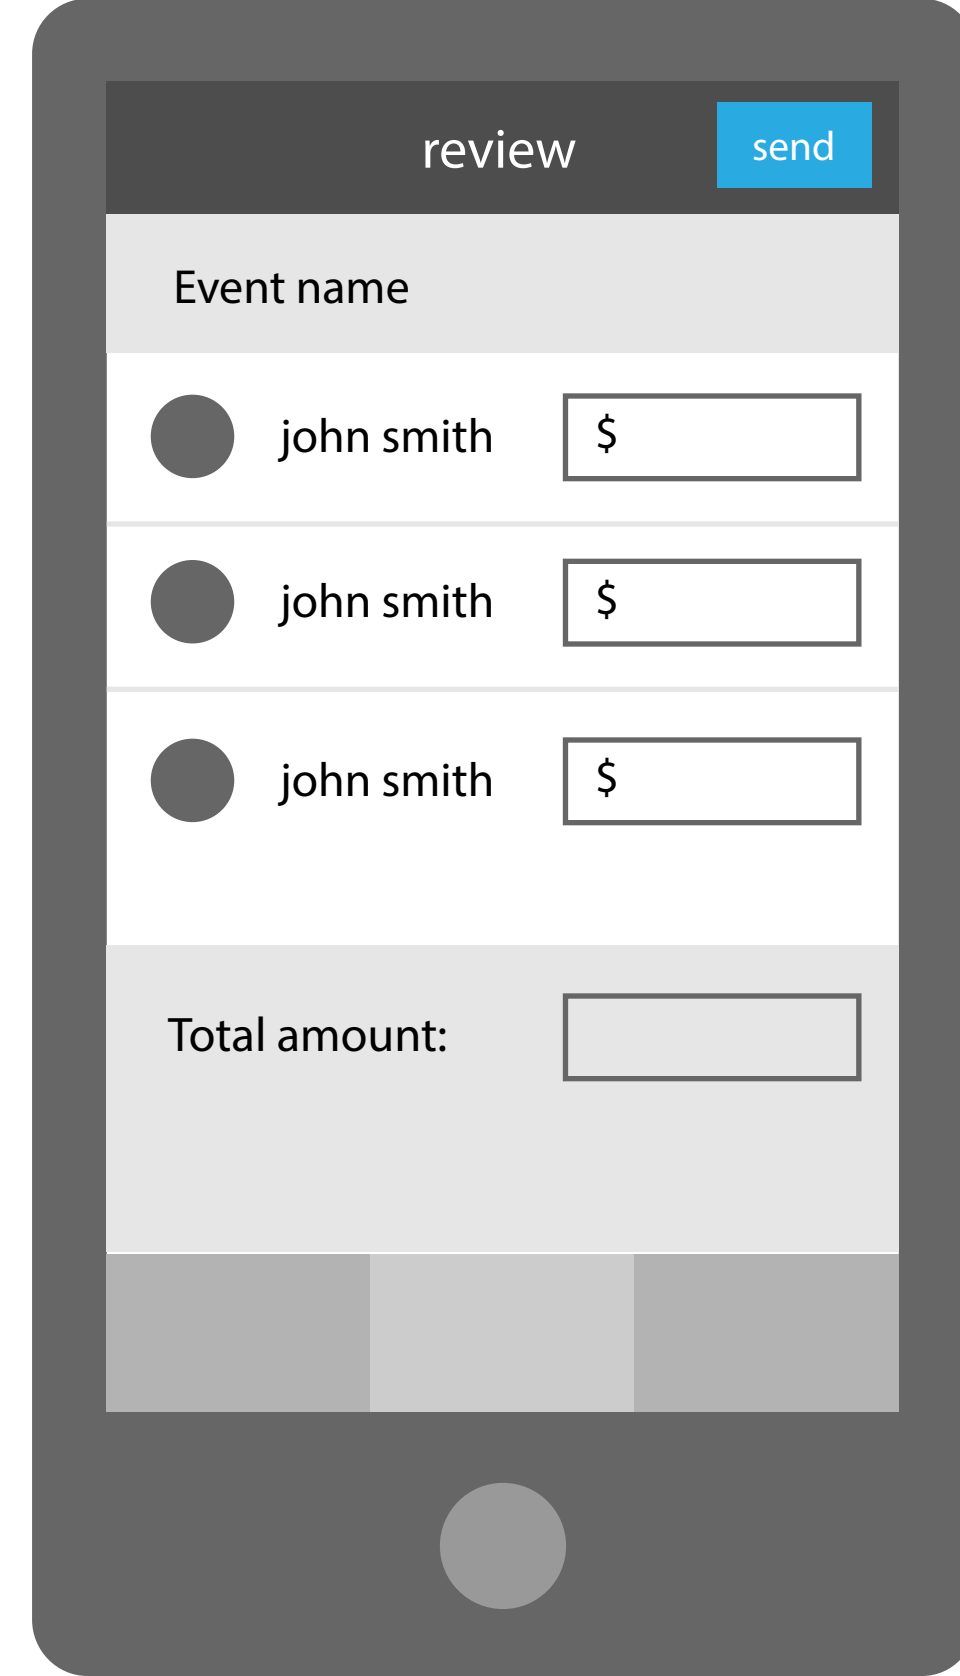 review send
Event name
john smith $
john smith $
john smith $
Total amount: